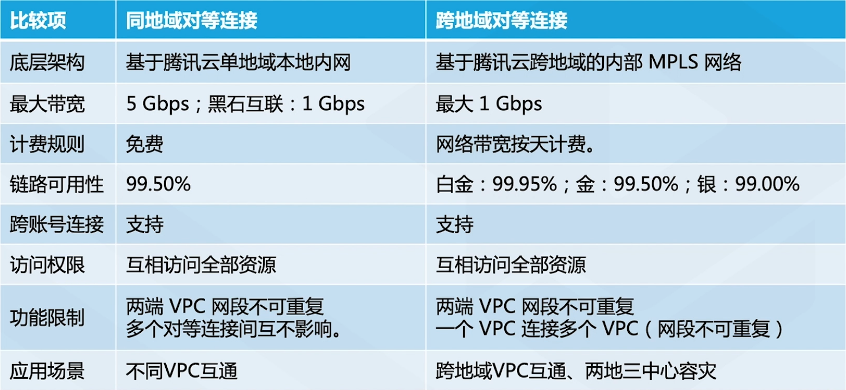 比较项 同地域对等连接 跨地域对等连接
底层架构 基于腾讯云单地域本地内网 基于腾讯云跨地域的内部 MPLS 网络
最大带宽 5 Gbps；黑石互联：1 Gbps 最大 1 Gbps
计费规则 免费 网络带宽按天计费。
链路可用性 99.50% 白金：99.95%；金：99.50%；银：99.00%
跨账号连接 支持 支持
访问权限 互相访问全部资源 互相访问全部资源
功能限制 两端 VPC 网段不可重复 两端 VPC 网段不可重复
多个对等连接间互不影响。 一个 VPC 连接多个 VPC（网段不可重复）
应用场景 不同VPC互通 跨地域VPC互通、两地三中心容灾